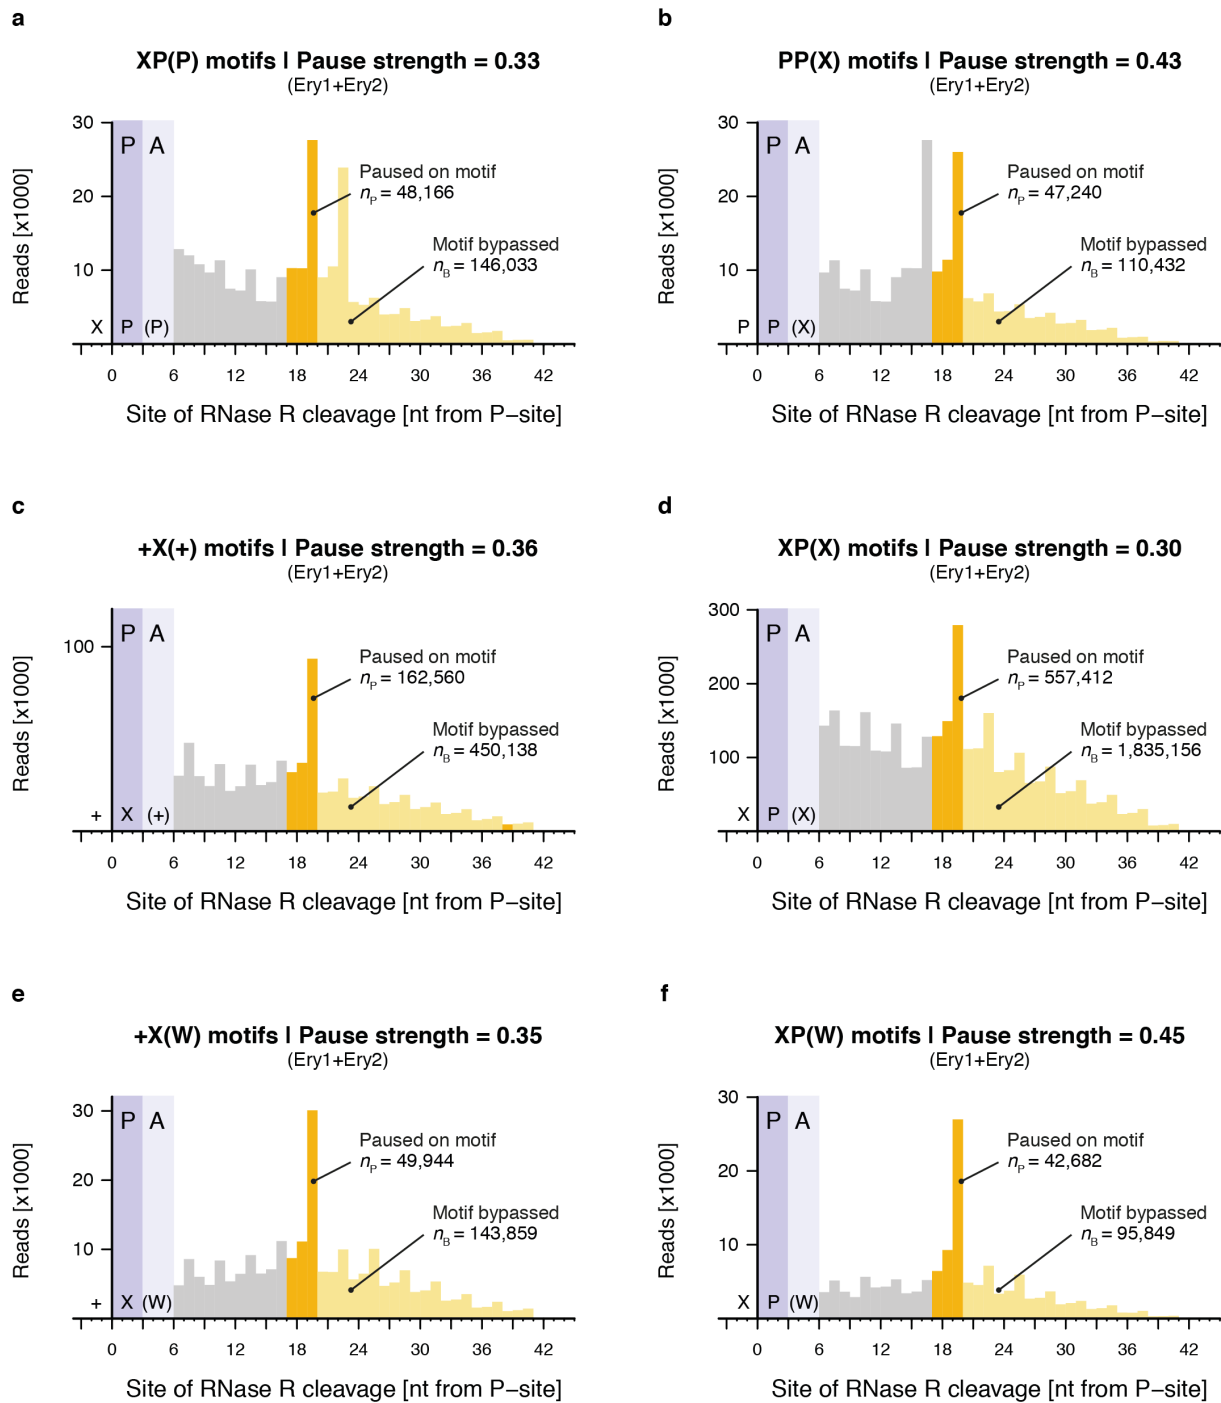 a
XP(P) motifs | Pause strength = 0.33
(Ery1+Ery2)
Reads [x1000]
30
20
10
P A
X P (P)
Paused on motif
nP = 48,166
Motif bypassed
nB = 146,033
0 6 12 18 24 30 36 42
Site of RNase R cleavage [nt from P−site]
b
PP(X) motifs | Pause strength = 0.43
(Ery1+Ery2)
Reads [x1000]
30
20
10
P A
P P (X)
Paused on motif
nP = 47,240
Motif bypassed
nB = 110,432
0 6 12 18 24 30 36 42
Site of RNase R cleavage [nt from P−site]
c
+X(+) motifs | Pause strength = 0.36
(Ery1+Ery2)
Reads [x1000]
100
P A
+ X (+)
Paused on motif
nP = 162,560
Motif bypassed
nB = 450,138
0 6 12 18 24 30 36 42
Site of RNase R cleavage [nt from P−site]
d
XP(X) motifs | Pause strength = 0.30
(Ery1+Ery2)
Reads [x1000]
300
200
100
P A
X P (X)
Paused on motif
nP = 557,412
Motif bypassed
nB = 1,835,156
0 6 12 18 24 30 36 42
Site of RNase R cleavage [nt from P−site]
e
+X(W) motifs | Pause strength = 0.35
(Ery1+Ery2)
Reads [x1000]
30
20
10
P A
+ X (W)
Paused on motif
nP = 49,944
Motif bypassed
nB = 143,859
0 6 12 18 24 30 36 42
Site of RNase R cleavage [nt from P−site]
f
XP(W) motifs | Pause strength = 0.45
(Ery1+Ery2)
Reads [x1000]
30
20
10
P A
X P (W)
Paused on motif
nP = 42,682
Motif bypassed
nB = 95,849
0 6 12 18 24 30 36 42
Site of RNase R cleavage [nt from P−site]